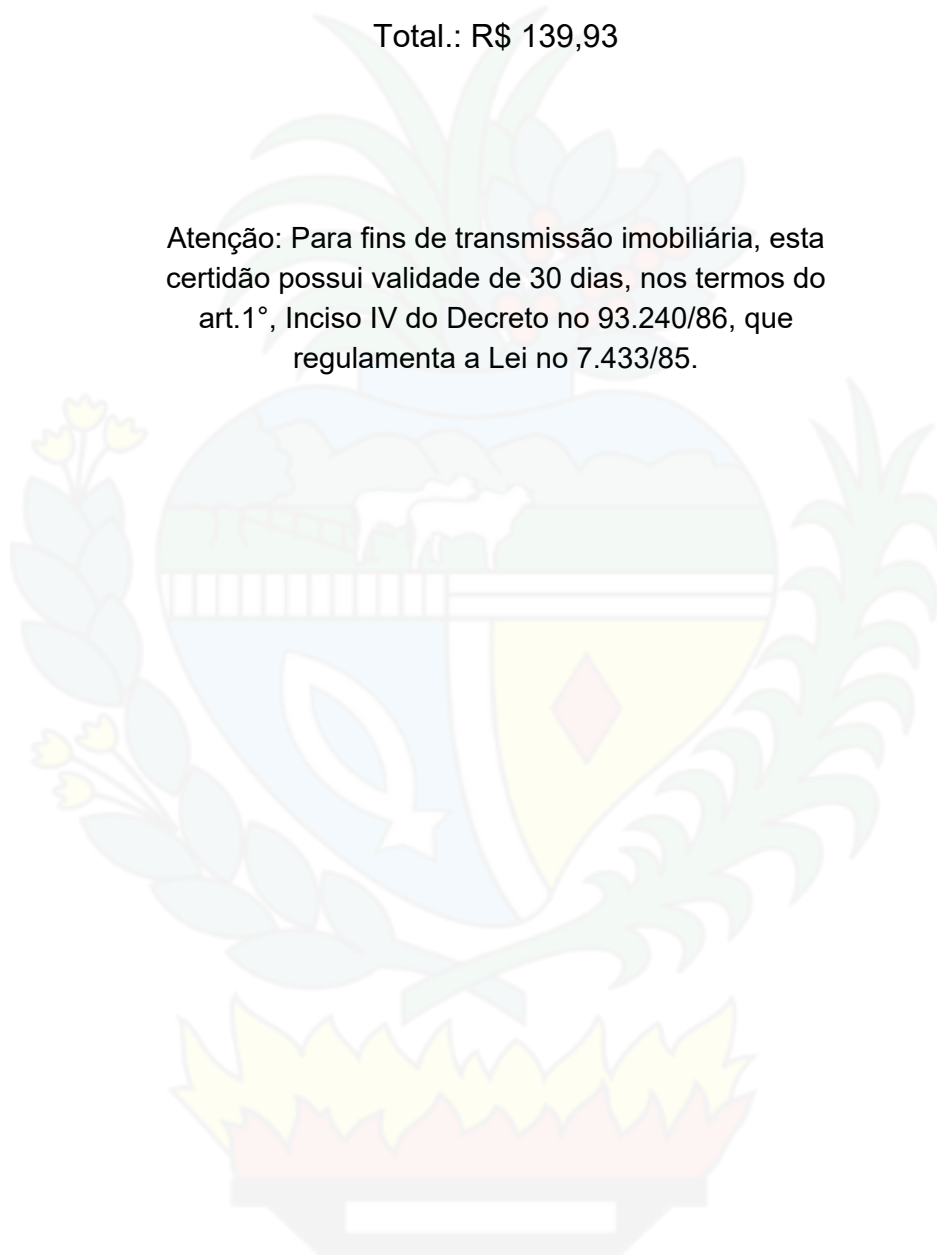 Total.: R$ 139,93
Atenção: Para fins de transmissão imobiliária, esta
certidão possui validade de 30 dias, nos termos do
art.1°, Inciso IV do Decreto no 93.240/86, que
regulamenta a Lei no 7.433/85.